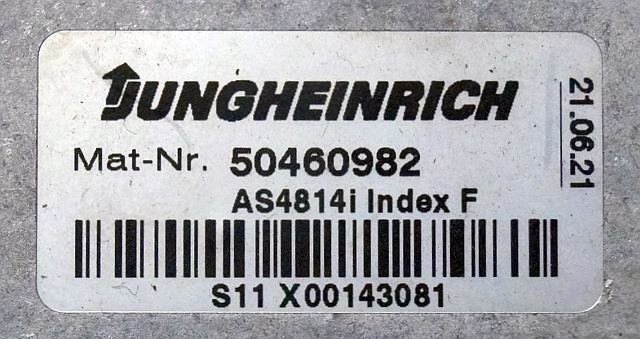 JUNGHEINRICH
Mat-Nr. 50460982
AS4814i Index F
S11 X00143081
21.06.21